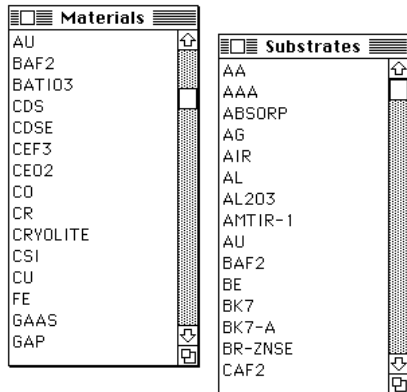 Materials
AU
BAF2
BATIO3
CDS
CDSE
CEF3
CEO2
CO
CR
CRYOLITE
CSI
CU
FE
GAAS
GAP
Substrates
AA
AAA
ABSORP
AG
AIR
AL
AL2O3
AMTIR-1
AU
BAF2
BE
BK7
BK7-A
BR-ZNSE
CAF2